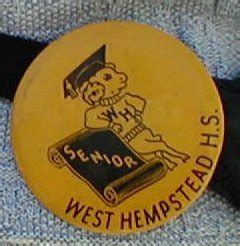 WH
SENIOR
WEST HEMPSTEAD H.S.